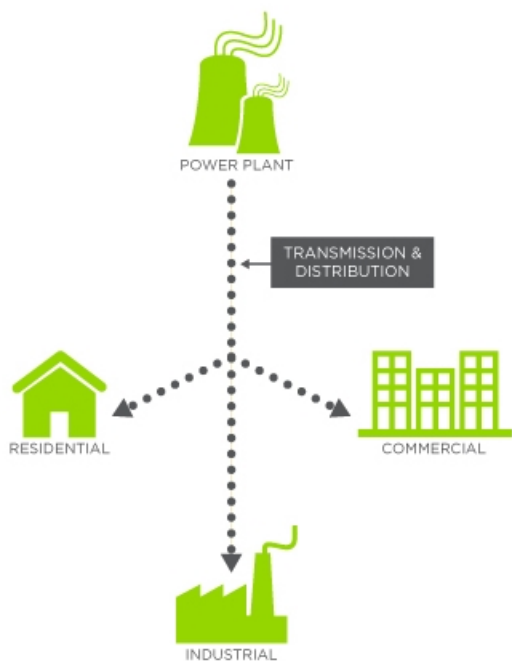 POWER PLANT
TRANSMISSION &
DISTRIBUTION
RESIDENTIAL
COMMERCIAL
INDUSTRIAL